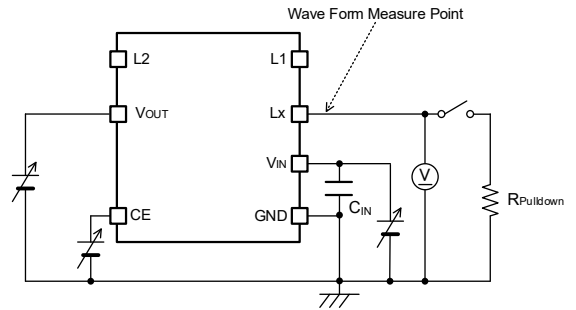 Wave Form Measure Point
L2
L1
VOUT
Lx
VIN
V
RPulldown
CIN
CE
GND